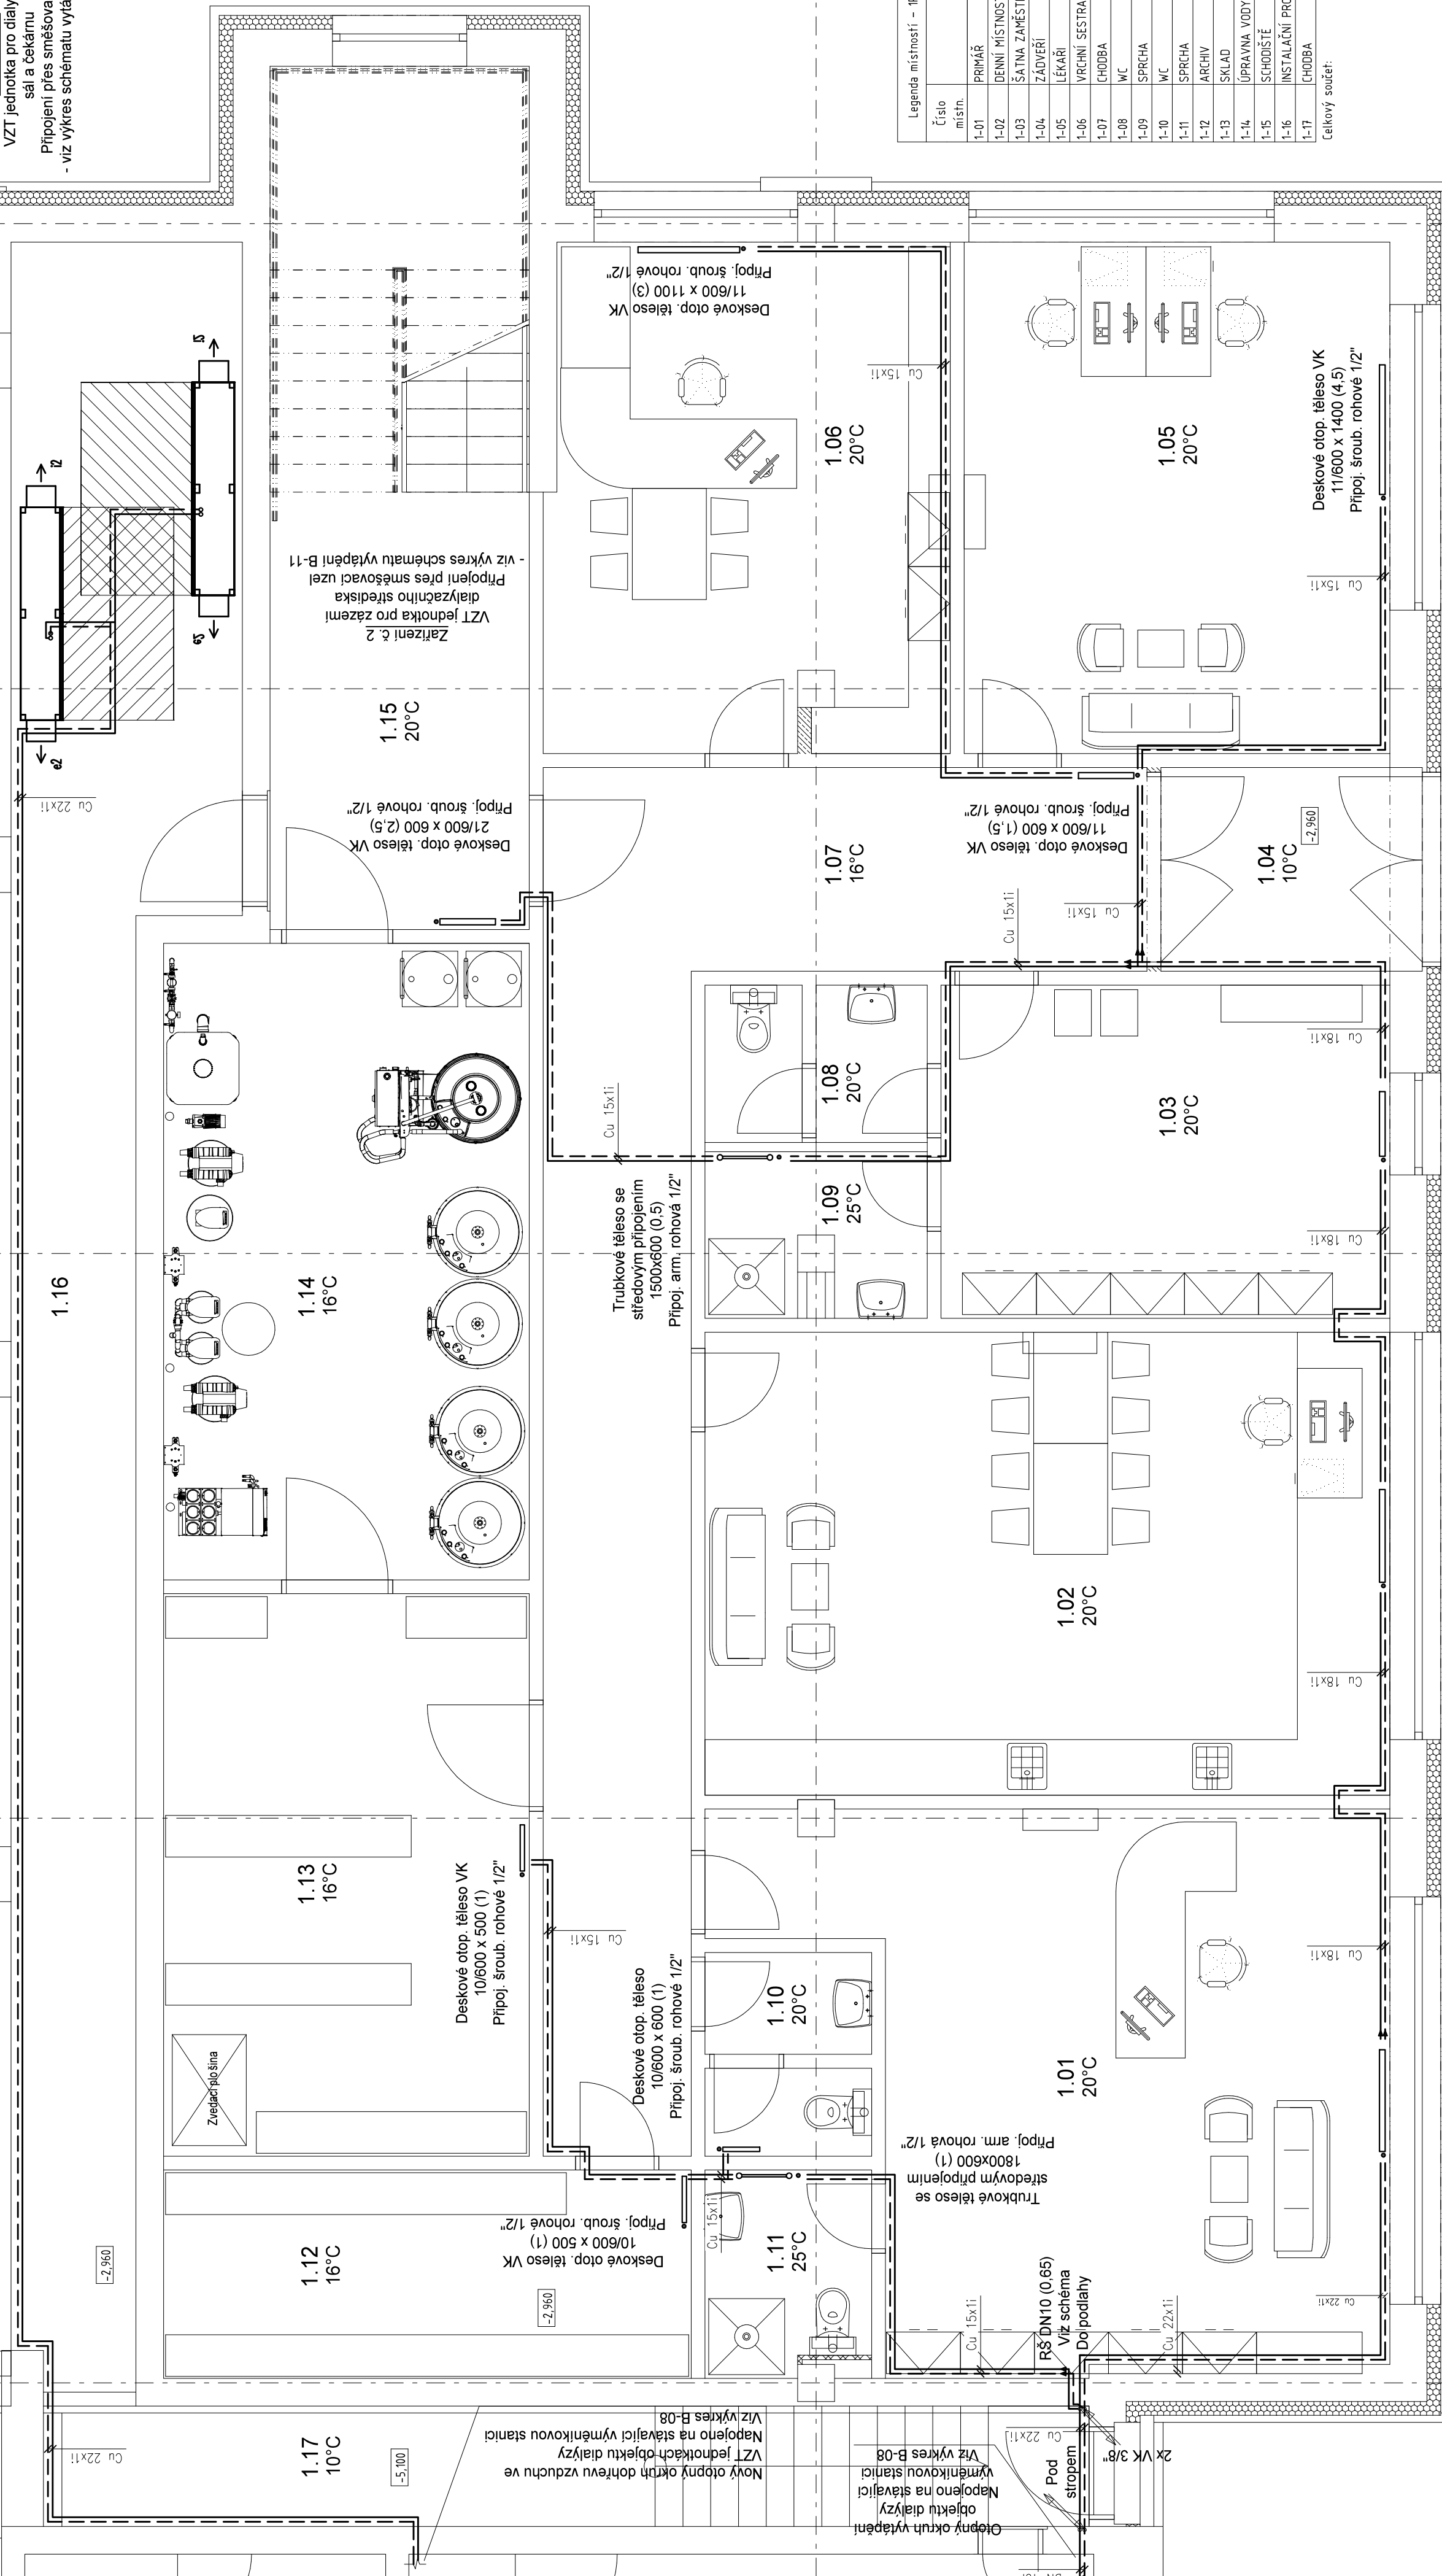 VZT jednotka pro dialy
sál a čekárnu
Připojení přes směšova
- viz výkres schématu vytá
Legenda místností – 1P
Číslo
místn.
1-01 PRIMÁŘ
1-02 DENNÍ MÍSTNOST
1-03 ŠATNA ZAMĚST
1-04 ZÁDVEŘÍ
1-05 LÉKAŘI
1-06 VRCHNÍ SESTRA
1-07 CHODBA
1-08 WC
1-09 SPRCHA
1-10 WC
1-11 SPRCHA
1-12 ARCHIV
1-13 SKLAD
1-14 ÚPRAVNA VODY
1-15 SCHODIŠTĚ
1-16 INSTALAČNÍ PRO
1-17 CHODBA
Celkový součet:
i2
i2
e2
e2
Cu 22x1i
Zařízení č. 2
VZT jednotka pro zázemí
dialyzačního střediska
Připojení přes směšovací uzel
- viz výkres schématu vytápění B-11
Deskové otop. těleso VK
11/600 x 1100 (3)
Připoj. šroub. rohové 1/2"
Cu 15x1i
1.06
20°C
1.05
20°C
Deskové otop. těleso VK
11/600 x 1400 (4,5)
Připoj. šroub. rohové 1/2"
Cu 15x1i
1.15
20°C
Deskové otop. těleso VK
21/600 x 600 (2,5)
Připoj. šroub. rohové 1/2"
1.07
16°C
Deskové otop. těleso VK
11/600 x 600 (1,5)
Připoj. šroub. rohové 1/2"
Cu 15x1i
Cu 15x1i
1.04
10°C
-2,960
1.16
1.14
16°C
Cu 15x1i
Trubkové těleso se
středovým připojením
1500x600 (0,5)
Připoj. arm. rohová 1/2"
1.08
20°C
1.09
25°C
1.03
20°C
Cu 18x1i
Cu 18x1i
1.02
20°C
Cu 18x1i
1.13
16°C
Zvedací plošina
Deskové otop. těleso VK
10/600 x 500 (1)
Připoj. šroub. rohové 1/2"
Cu 15x1i
Deskové otop. těleso
10/600 x 600 (1)
Připoj. šroub. rohové 1/2"
1.10
20°C
1.01
20°C
Cu 18x1i
Trubkové těleso se
středovým připojením
1800x600 (1)
Připoj. arm. rohová 1/2"
-2,960
1.12
16°C
Deskové otop. těleso VK
10/600 x 500 (1)
Připoj. šroub. rohové 1/2"
-2,960
Cu 15x1i
1.11
25°C
Cu 15x1i
RŠ DN10 (0,65)
Viz schéma
Do podlahy
Cu 22x1i
Cu 22x1i
Cu 22x1i
1.17
10°C
-5,100
Nový otopný okruh dohřevu vzduchu ve
VZT jednotkách objektu dialýzy
Napojeno na stávající výměníkovou stanici
Viz výkres B-08
Otopný okruh vytápění
objektu dialýzy
Napojeno na stávající
výměníkovou stanici
Viz výkres B-08
Cu 22x1i
Pod
stropem
2x VK 3/8"